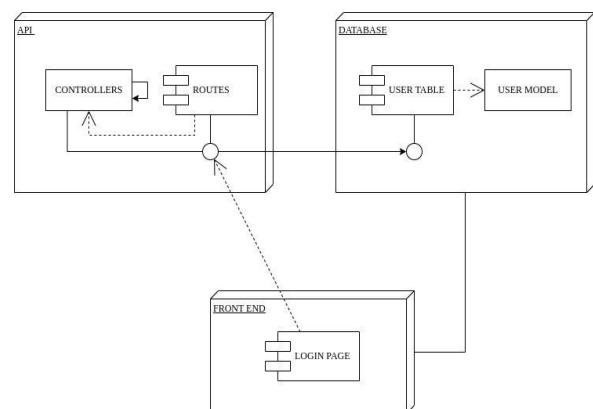 API
DATABASE
CONTROLLERS
ROUTES
USER TABLE
USER MODEL
FRONT END
LOGIN PAGE